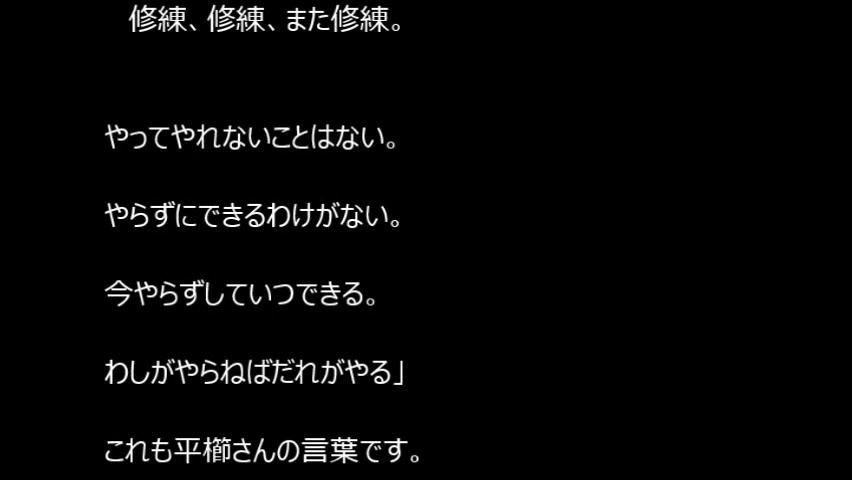 修練、修練、また修練。
やってやれないことはない。
やらずにできるわけがない。
今やらずしていつできる。
わしがやらねばだれがやる」
これも平櫛さんの言葉です。